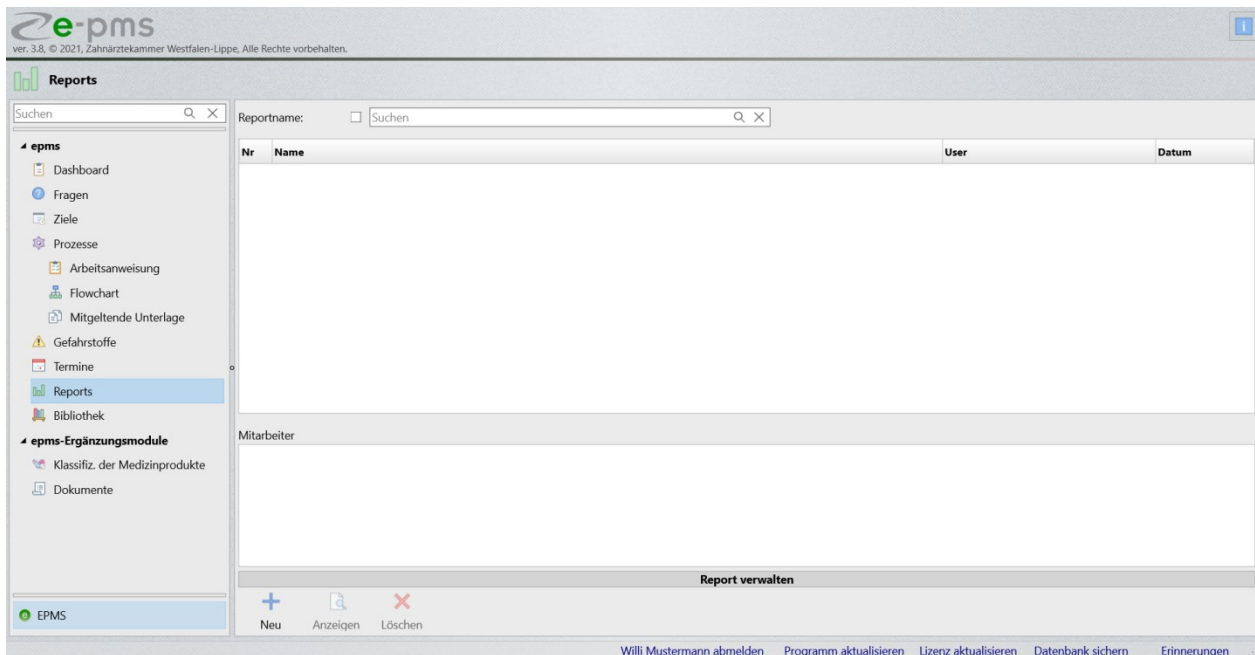 e-pms
ver. 3.8, © 2021, Zahnärztekammer Westfalen-Lippe, Alle Rechte vorbehalten.
Reports
Suchen
epms
Dashboard
Fragen
Ziele
Prozesse
Arbeitsanweisung
Flowchart
Mitgeltende Unterlage
Gefahrstoffe
Termine
Reports
Bibliothek
epms-Ergänzungsmodule
Klassifiz. der Medizinprodukte
Dokumente
EPMS
Reportname: Suchen
Nr Name User Datum
Mitarbeiter
Report verwalten
Neu Anzeigen Löschen
Willi Mustermann abmelden Programm aktualisieren Lizenz aktualisieren Datenbank sichern Erinnerungen